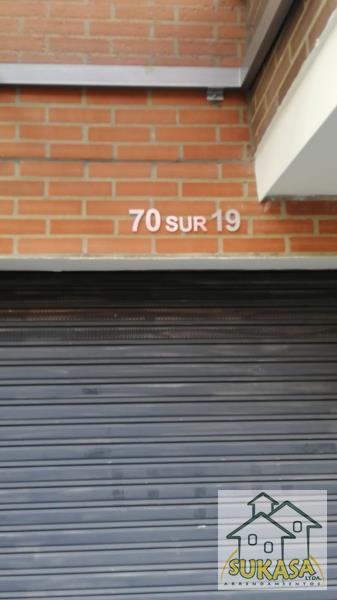 70 SUR 19
SUKASA
LTDA.
ARRENDAMIENTOS